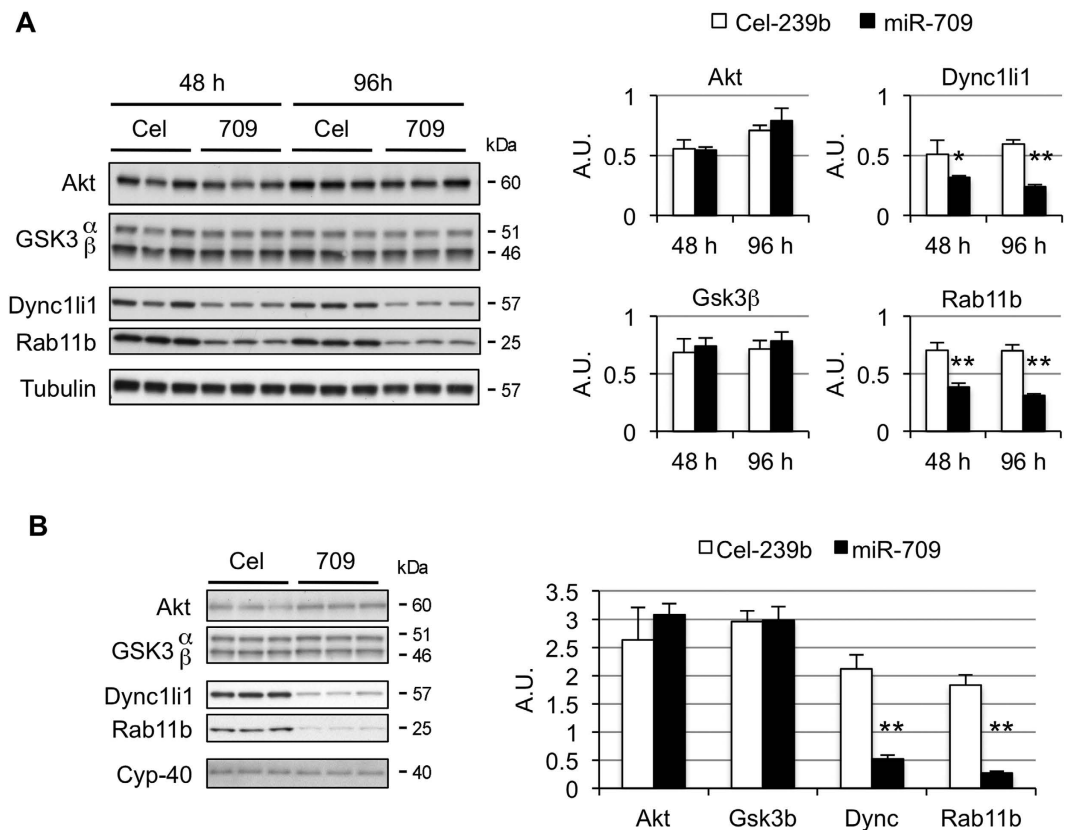 A
48 h 96h
Cel 709 Cel 709
kDa
Akt - 60
GSK3 α - 51
β - 46
Dync1li1 - 57
Rab11b - 25
Tubulin - 57
Cel-239b miR-709
Akt
A.U.
1
0.5
0
48 h 96 h
Dync1li1
A.U.
1
0.5
0
* **
48 h 96 h
Gsk3β
A.U.
1
0.5
0
48 h 96 h
Rab11b
A.U.
1
0.5
0
** **
48 h 96 h
B
Cel 709
kDa
Akt - 60
GSK3 α - 51
β - 46
Dync1li1 - 57
Rab11b - 25
Cyp-40 - 40
Cel-239b miR-709
A.U.
3.5
3
2.5
2
1.5
1
0.5
0
** **
Akt Gsk3b Dync Rab11b